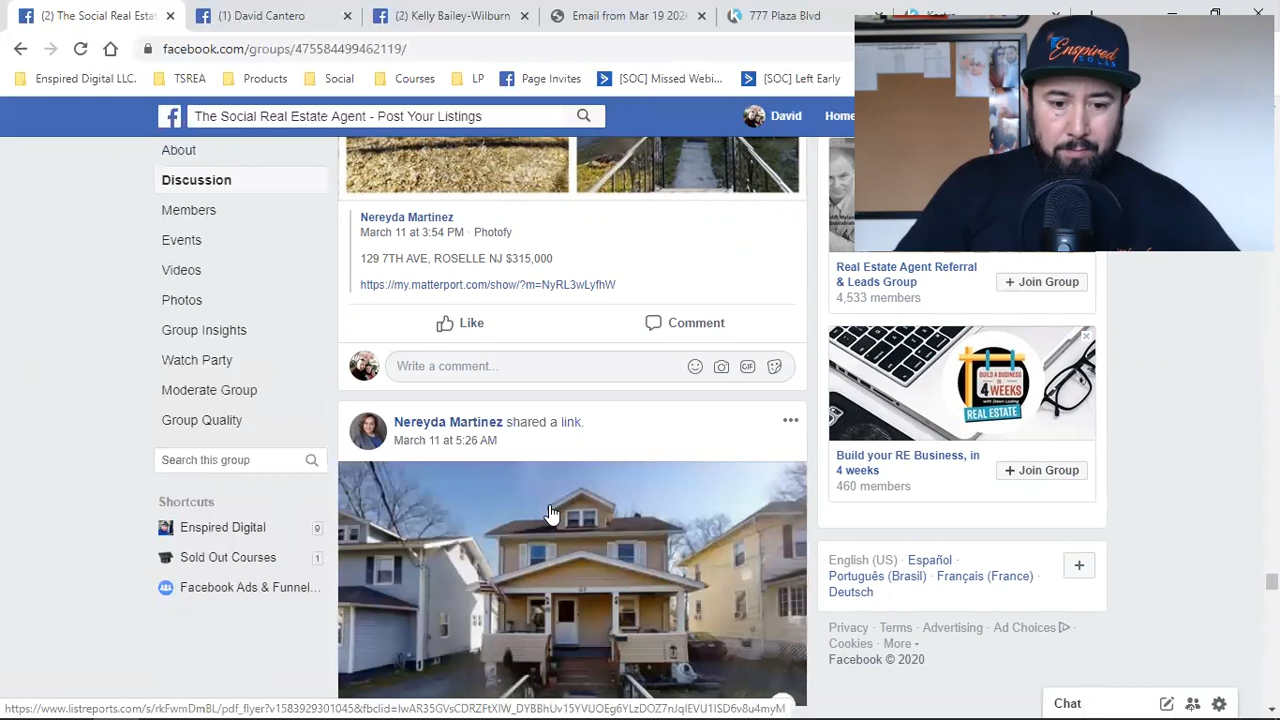 (2) The Social Real Estat
Cantero
(2) Kelly Bailey-Wilburn
Email from Mar 19 202
777 Plaza Blvd
facebook.com/groups/
Enspired Digital LLC.
TSREA
Courses
LP
Page Invites
[SOC] Missed Webi...
[SOC] Left Early
The Social Real Estate Agent - Post Your Listings
David
Home
Enspired
SOCIAL
About
Discussion
Members
Events
Videos
Photos
Group Insights
Watch Party
Moderate Group
Group Quality
Search this group
Shortcuts
Enspired Digital
9
Sold Out Courses
1
Facebook Ads & Funnel...
Nereyda Martinez
March 11 at 3:54 PM · Photofy
129 7TH AVE, ROSELLE NJ $315,000
https://my.matterport.com/show/?m=NyRL3wLyfhW
Like
Comment
Write a comment...
GIF
Nereyda Martinez shared a link.
March 11 at 5:26 AM
Real Estate Agent Referral
& Leads Group
4,533 members
+ Join Group
BUILD A BUSINESS
IN
4 WEEKS
REAL ESTATE
Build your RE Business, in
4 weeks
460 members
+ Join Group
English (US) · Español ·
Português (Brasil) · Français (France) ·
Deutsch
Privacy · Terms · Advertising · Ad Choices ·
Cookies · More
Facebook © 2020
Chat